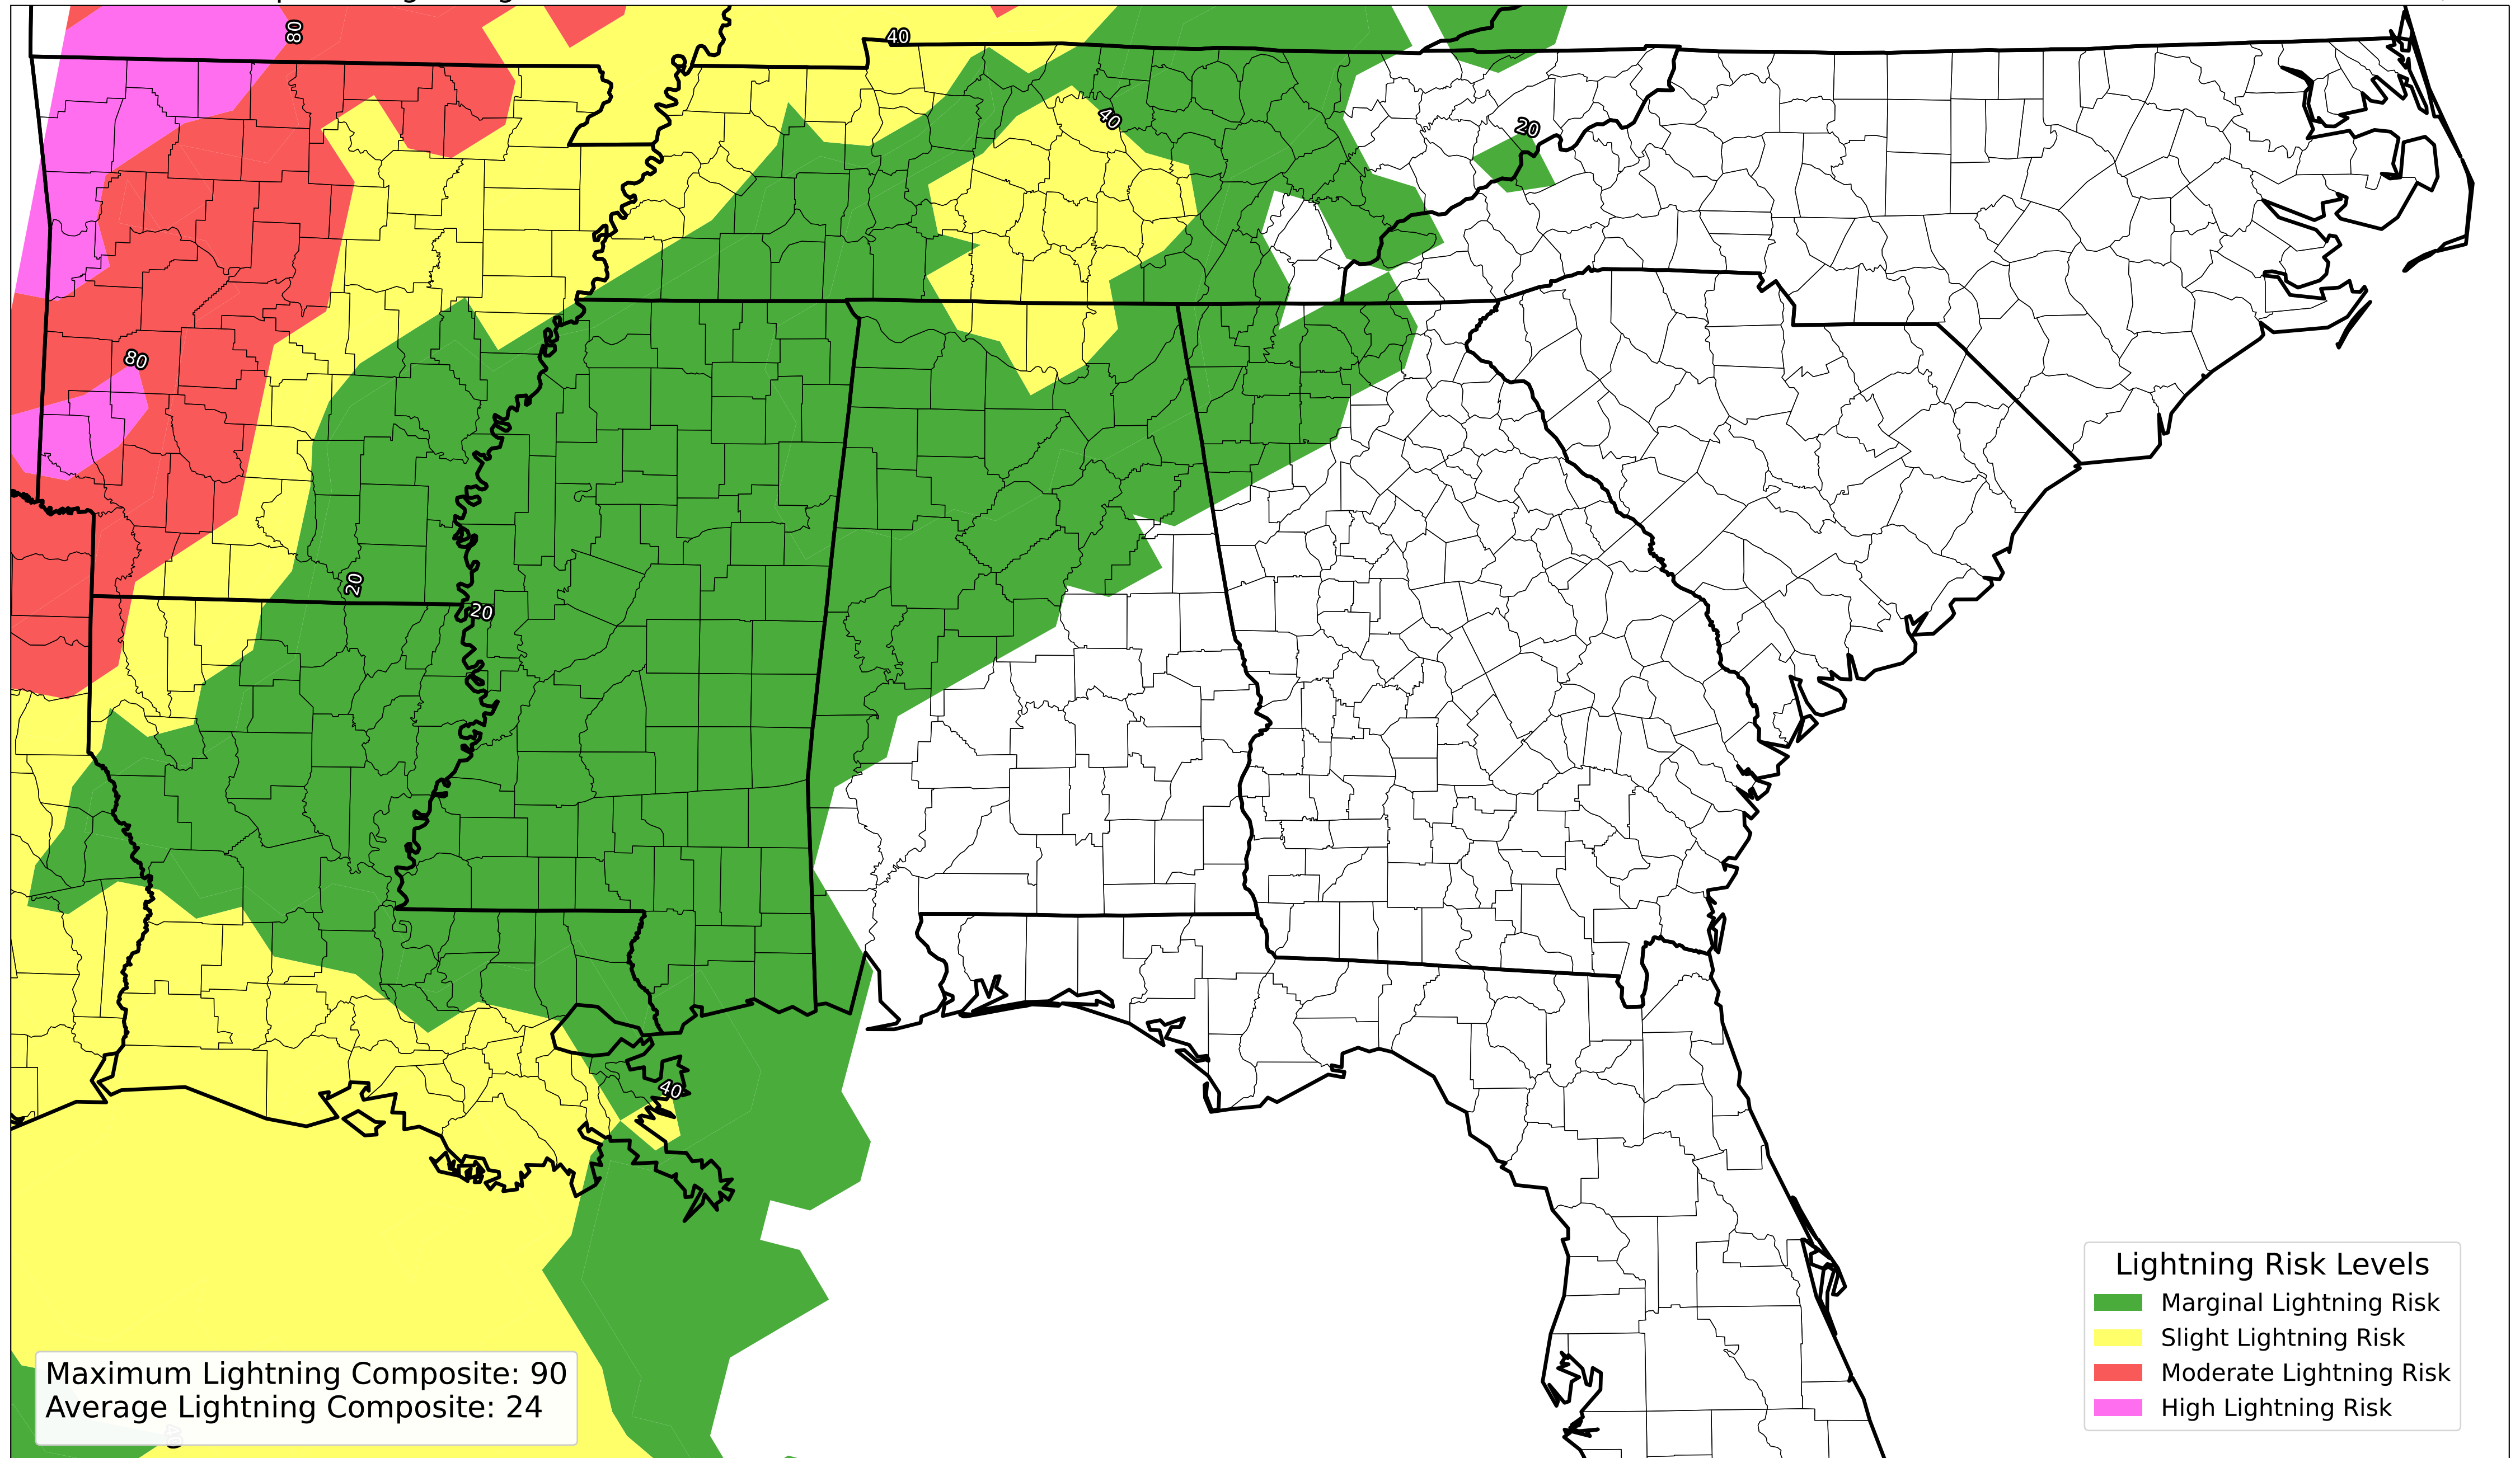 80
40
40
20
80
20
20
40
Lightning Risk Levels
Marginal Lightning Risk
Slight Lightning Risk
Moderate Lightning Risk
High Lightning Risk
Maximum Lightning Composite: 90
Average Lightning Composite: 24